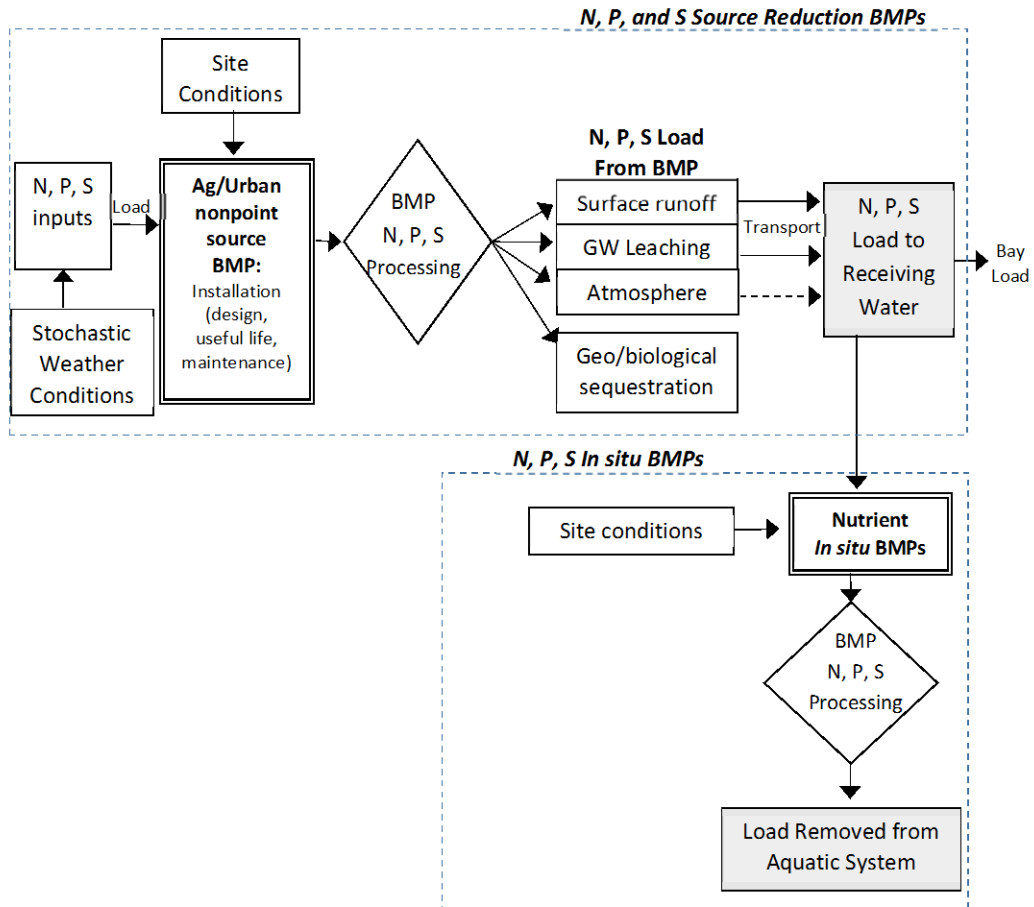 N, P, and S Source Reduction BMPs
Site
Conditions
N, P, S
inputs
Load
Stochastic
Weather
Conditions
Ag/Urban
nonpoint
source
BMP:
Installation
(design,
useful life,
maintenance)
BMP
N, P, S
Processing
N, P, S Load
From BMP
Surface runoff
GW Leaching
Atmosphere
Geo/biological
sequestration
Transport
N, P, S
Load to
Receiving
Water
Bay
Load
N, P, S In situ BMPs
Site conditions
Nutrient
In situ BMPs
BMP
N, P, S
Processing
Load Removed from
Aquatic System